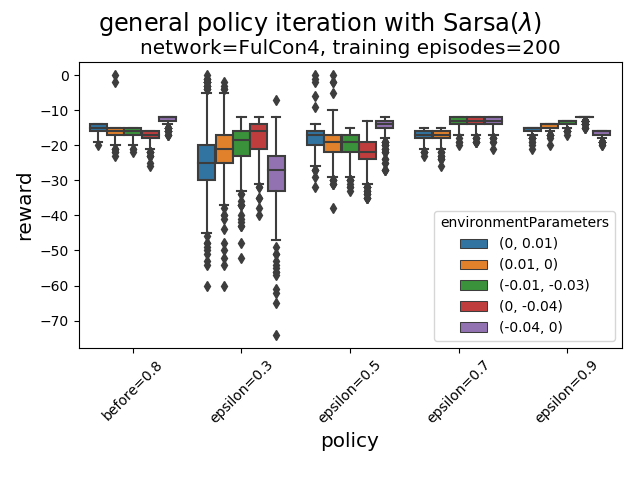 general policy iteration with Sarsa(λ)
network=FulCon4, training episodes=200
reward
0
−10
−20
−30
−40
−50
−60
−70
environmentParameters
(0, 0.01)
(0.01, 0)
(-0.01, -0.03)
(0, -0.04)
(-0.04, 0)
before=0.8
epsilon=0.3
epsilon=0.5
epsilon=0.7
epsilon=0.9
policy